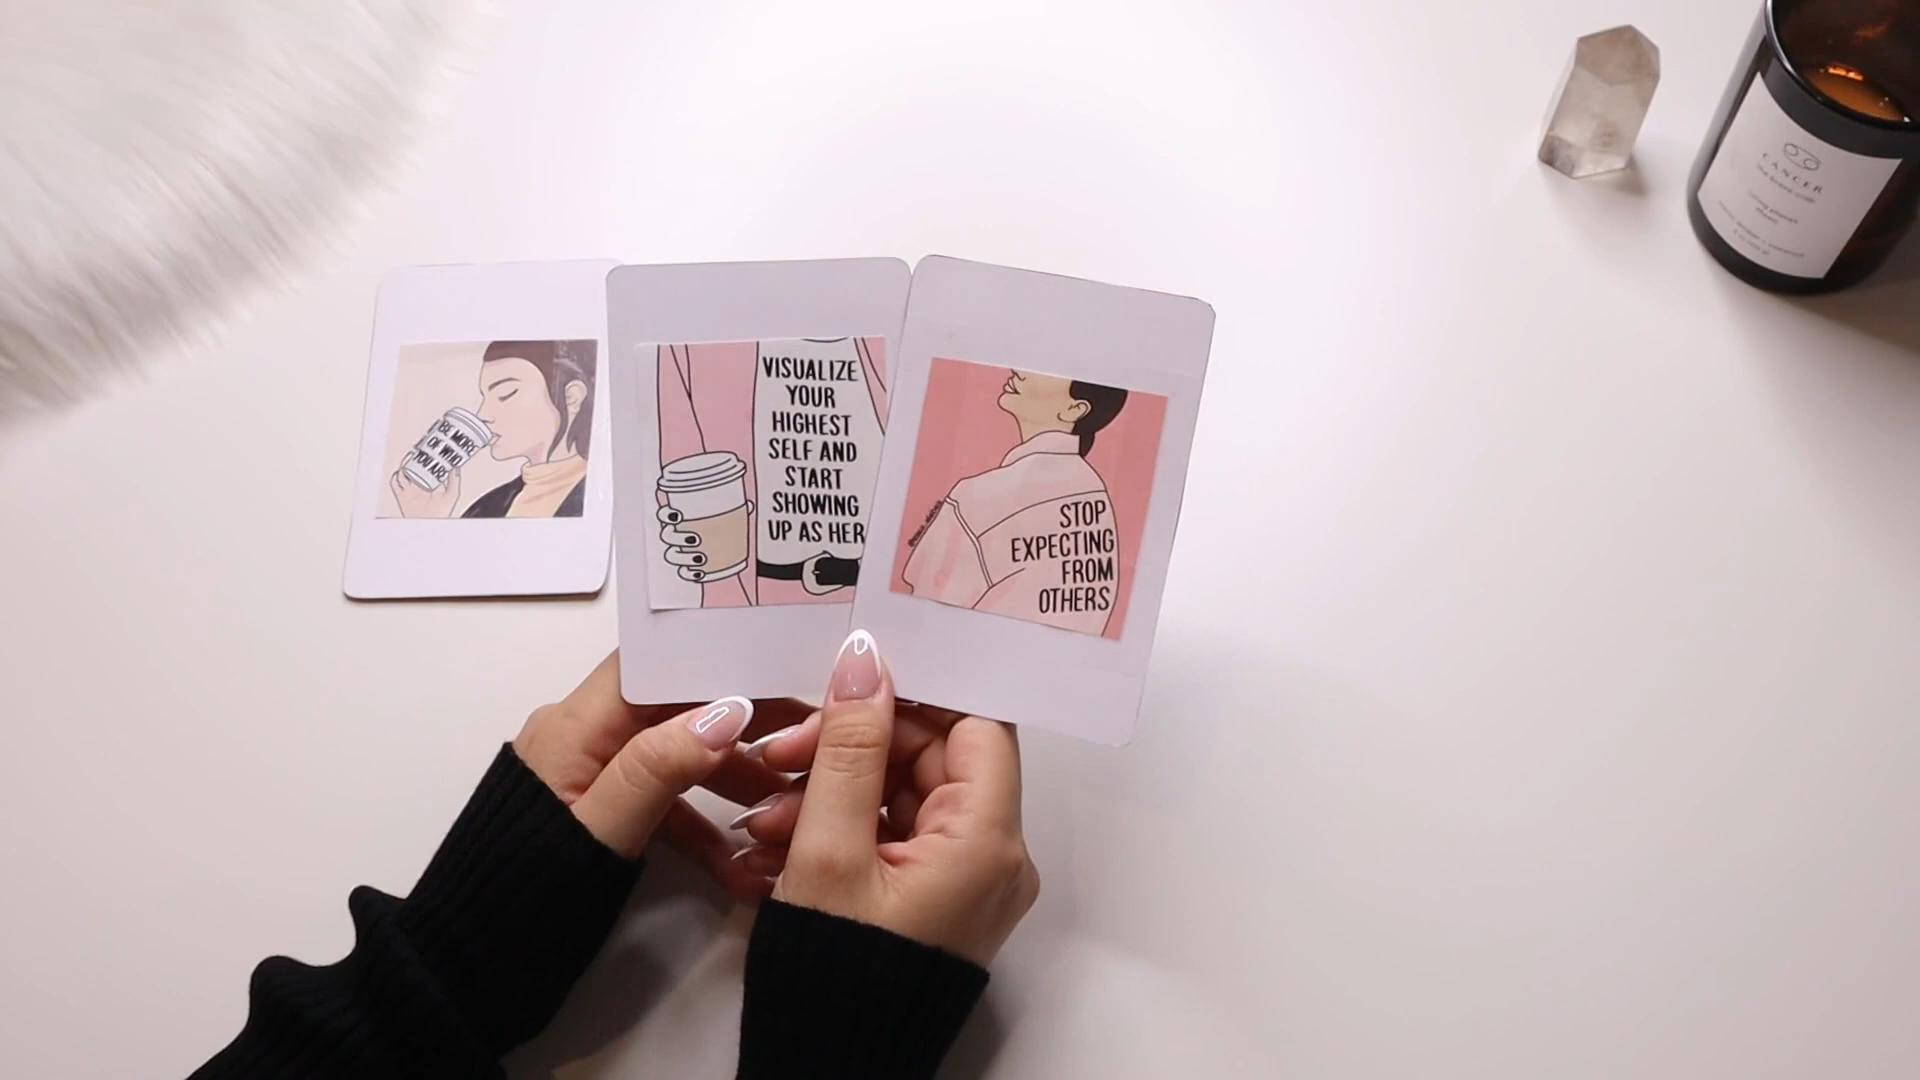 BE MORE
OF WHO
YOU ARE
VISUALIZE
YOUR
HIGHEST
SELF AND
START
SHOWING
UP AS HER
STOP
EXPECTING
FROM
OTHERS
CANCER